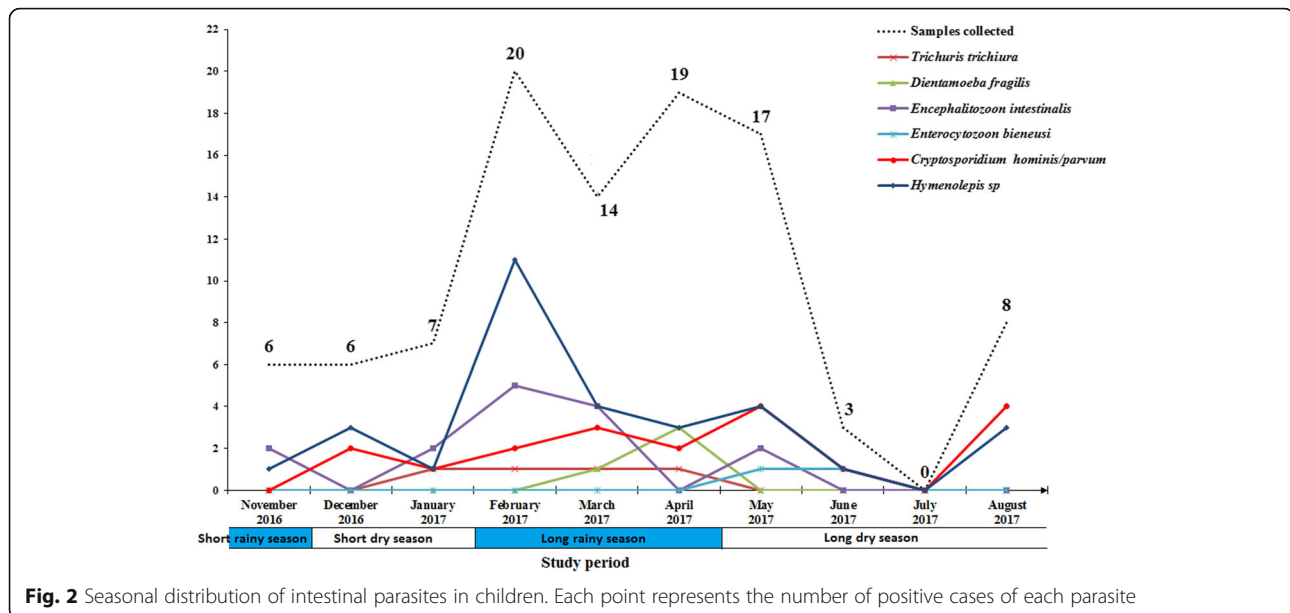 22
20
18
16
14
12
10
8
6
4
2
0
6
6
7
20
14
19
17
3
0
8
Samples collected
Trichuris trichiura
Dientamoeba fragilis
Encephalitozoon intestinalis
Enterocytozoon bieneusi
Cryptosporidium hominis/parvum
Hymenolepis sp
November December January February March April May June July August
2016 2016 2017 2017 2017 2017 2017 2017 2017 2017
Short rainy season Short dry season Long rainy season Long dry season
Study period
Fig. 2 Seasonal distribution of intestinal parasites in children. Each point represents the number of positive cases of each parasite